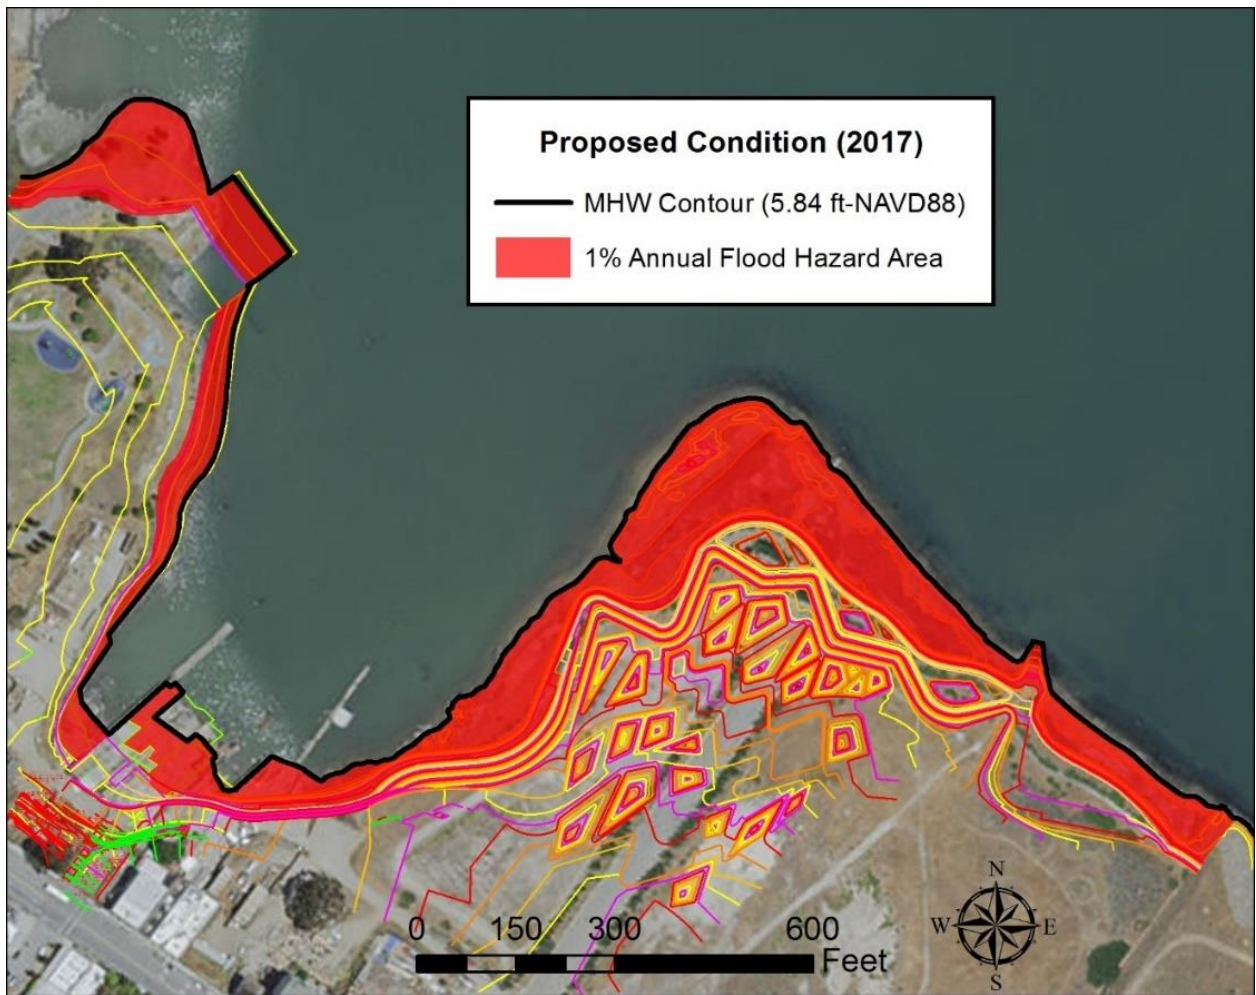 Proposed Condition (2017)
MHW Contour (5.84 ft-NAVD88)
1% Annual Flood Hazard Area
N
W E
S
0 150 300 600
Feet